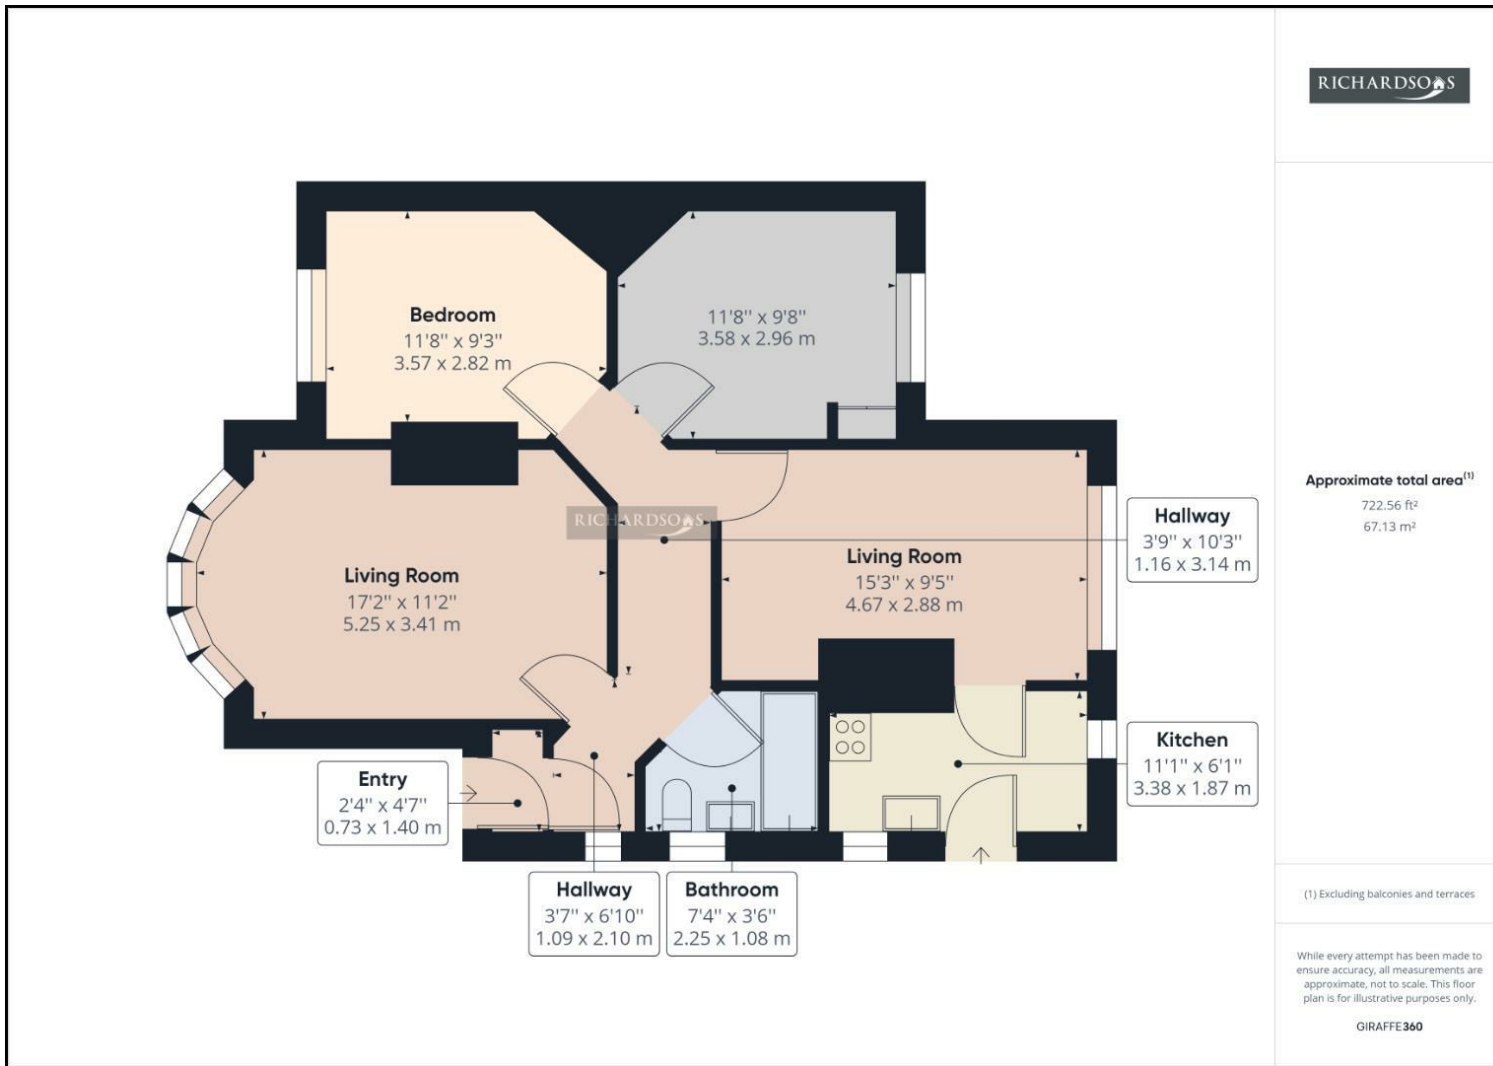 RICHARDSONS
Bedroom
11'8" x 9'3"
3.57 x 2.82 m
11'8" x 9'8"
3.58 x 2.96 m
RICHARDSONS
Living Room
17'2" x 11'2"
5.25 x 3.41 m
Living Room
15'3" x 9'5"
4.67 x 2.88 m
Hallway
3'9" x 10'3"
1.16 x 3.14 m
Kitchen
11'1" x 6'1"
3.38 x 1.87 m
Entry
2'4" x 4'7"
0.73 x 1.40 m
Hallway
3'7" x 6'10"
1.09 x 2.10 m
Bathroom
7'4" x 3'6"
2.25 x 1.08 m
Approximate total area(1)
722.56 ft²
67.13 m²
(1) Excluding balconies and terraces
While every attempt has been made to
ensure accuracy, all measurements are
approximate, not to scale. This floor
plan is for illustrative purposes only.
GIRAFFE360